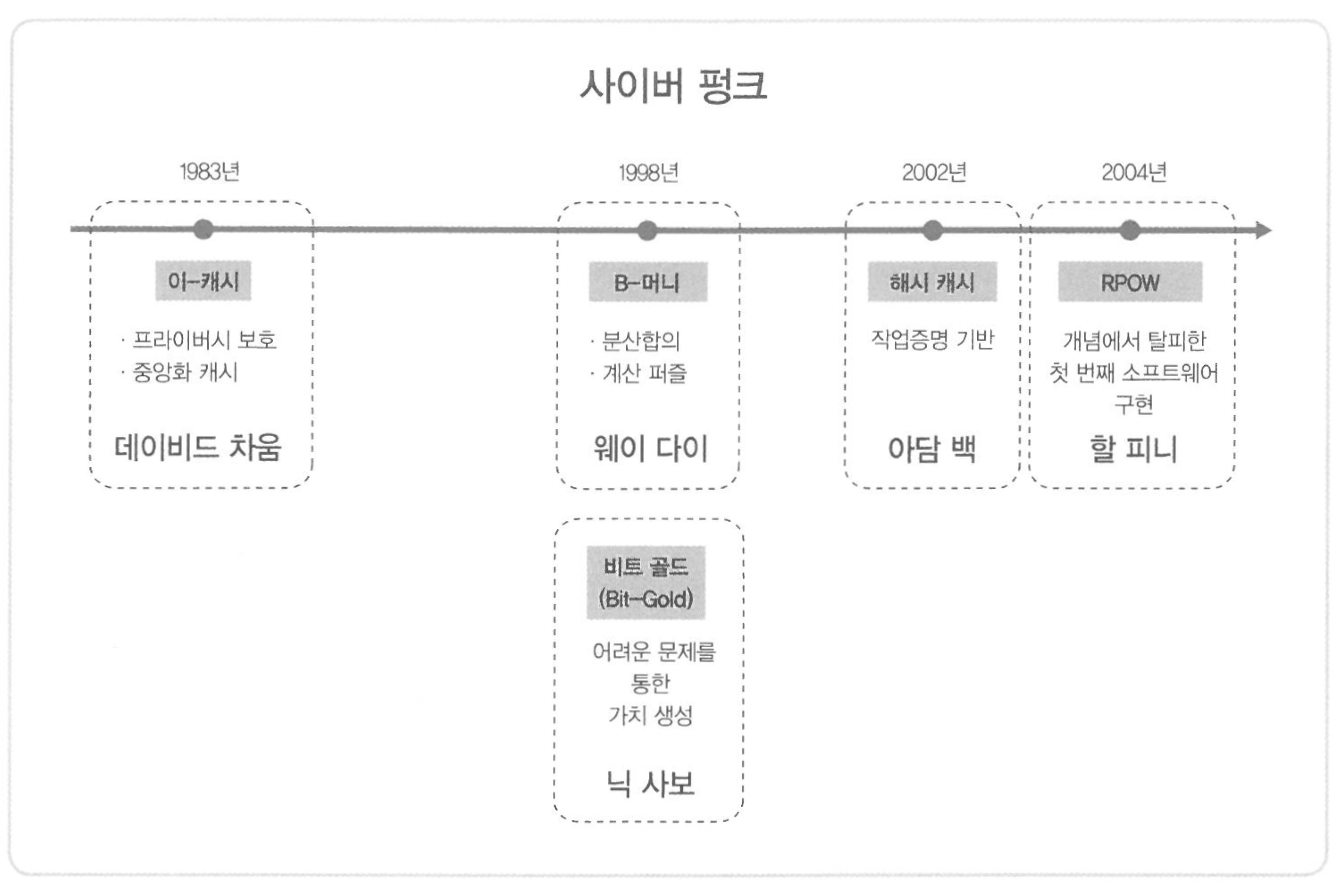 사이버 펑크
1983년
이-캐시
· 프라이버시 보호
· 중앙화 캐시
데이비드 차움
1998년
B-머니
· 분산합의
· 계산 퍼즐
웨이 다이
비트 골드
(Bit-Gold)
어려운 문제를
통한
가치 생성
닉 사보
2002년
해시 캐시
작업증명 기반
아담 백
2004년
RPOW
개념에서 탈피한
첫 번째 소프트웨어
구현
할 피니